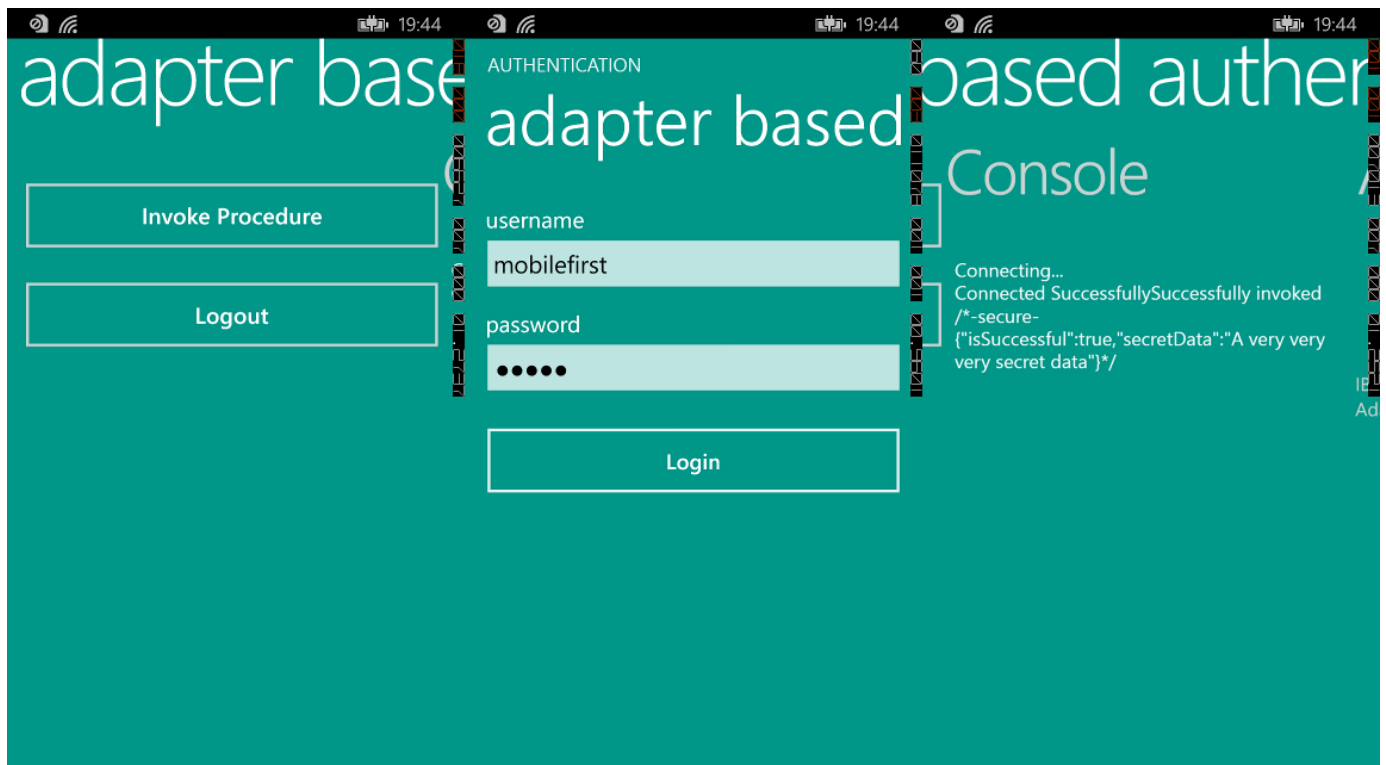 19:44
adapter base
Invoke Procedure
Logout
19:44
AUTHENTICATION
adapter based
username
mobilefirst
password
•••••
Login
19:44
based auther
Console
Connecting...
Connected SuccessfullySuccessfully invoked
/*-secure-
{"isSuccessful":true,"secretData":"A very very
very secret data"}*/
Ad